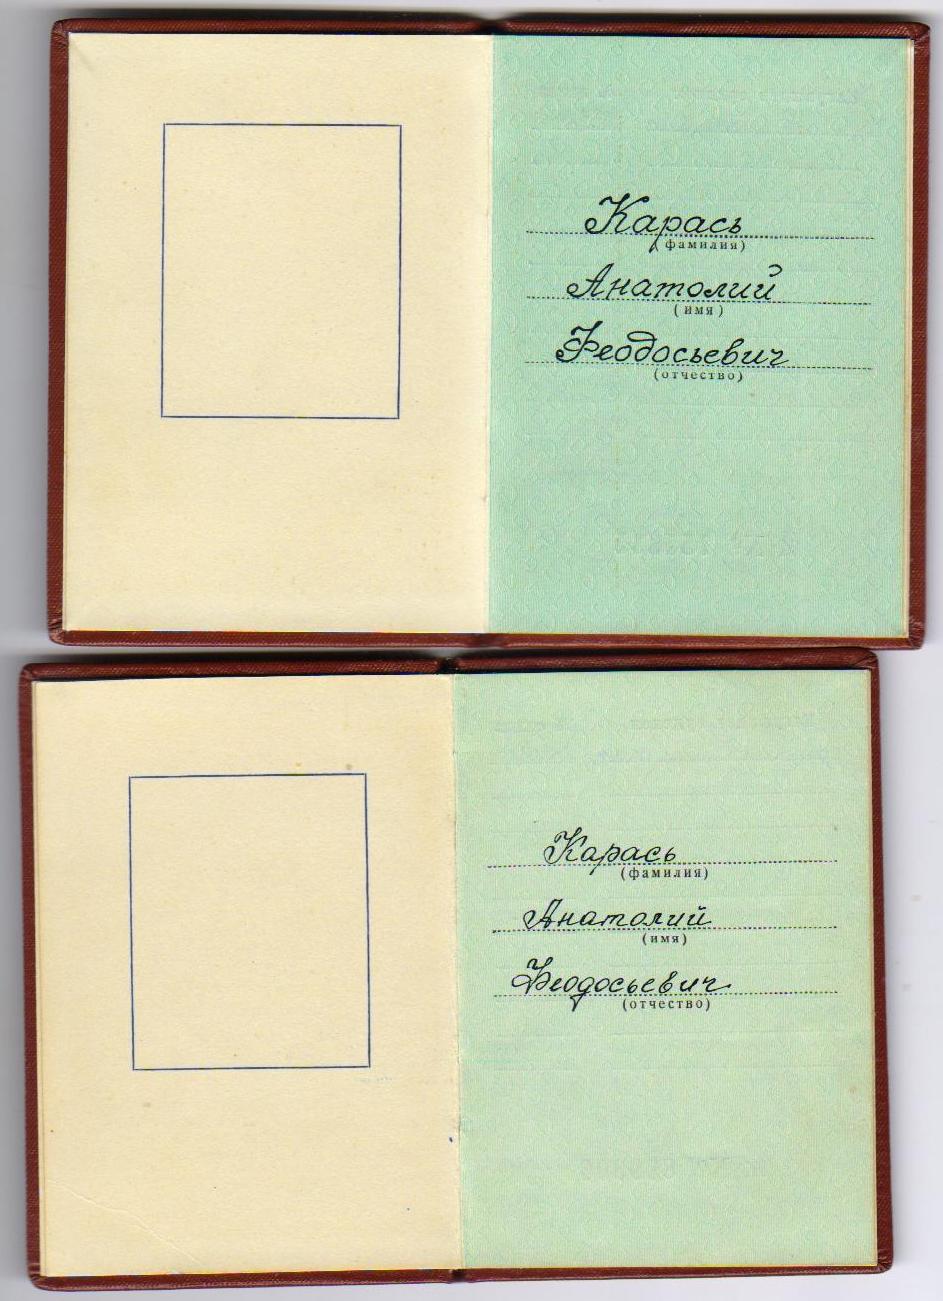 Карась
(фамилия)
Анатолий
(имя)
Феодосьевич
(отчество)
Карась
(фамилия)
Анатолий
(имя)
Феодосьевич
(отчество)